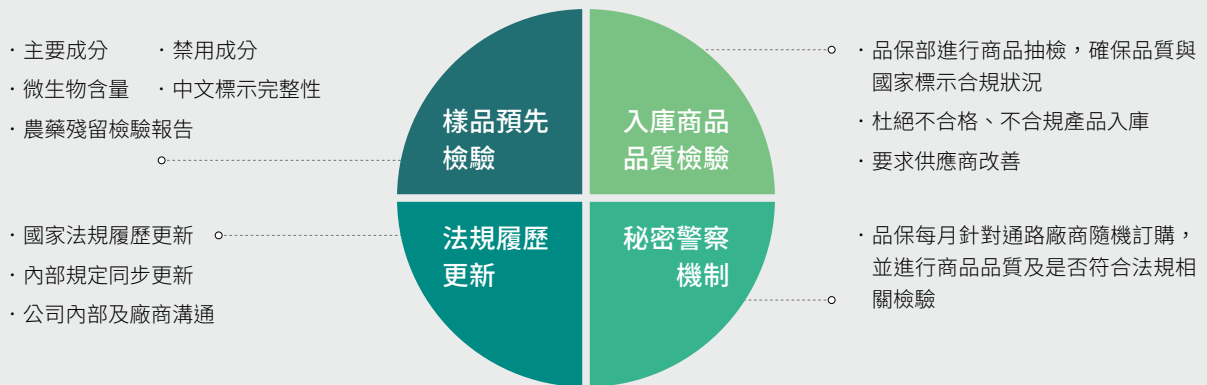 ・主要成分　・禁用成分
・微生物含量　・中文標示完整性
・農藥殘留檢驗報告
樣品預先
檢驗
入庫商品
品質檢驗
・品保部進行商品抽檢，確保品質與
國家標示合規狀況
・杜絕不合格、不合規產品入庫
・要求供應商改善
・國家法規履歷更新
・內部規定同步更新
・公司內部及廠商溝通
法規履歷
更新
秘密警察
機制
・品保每月針對通路廠商隨機訂購，
並進行商品品質及是否符合法規相
關檢驗